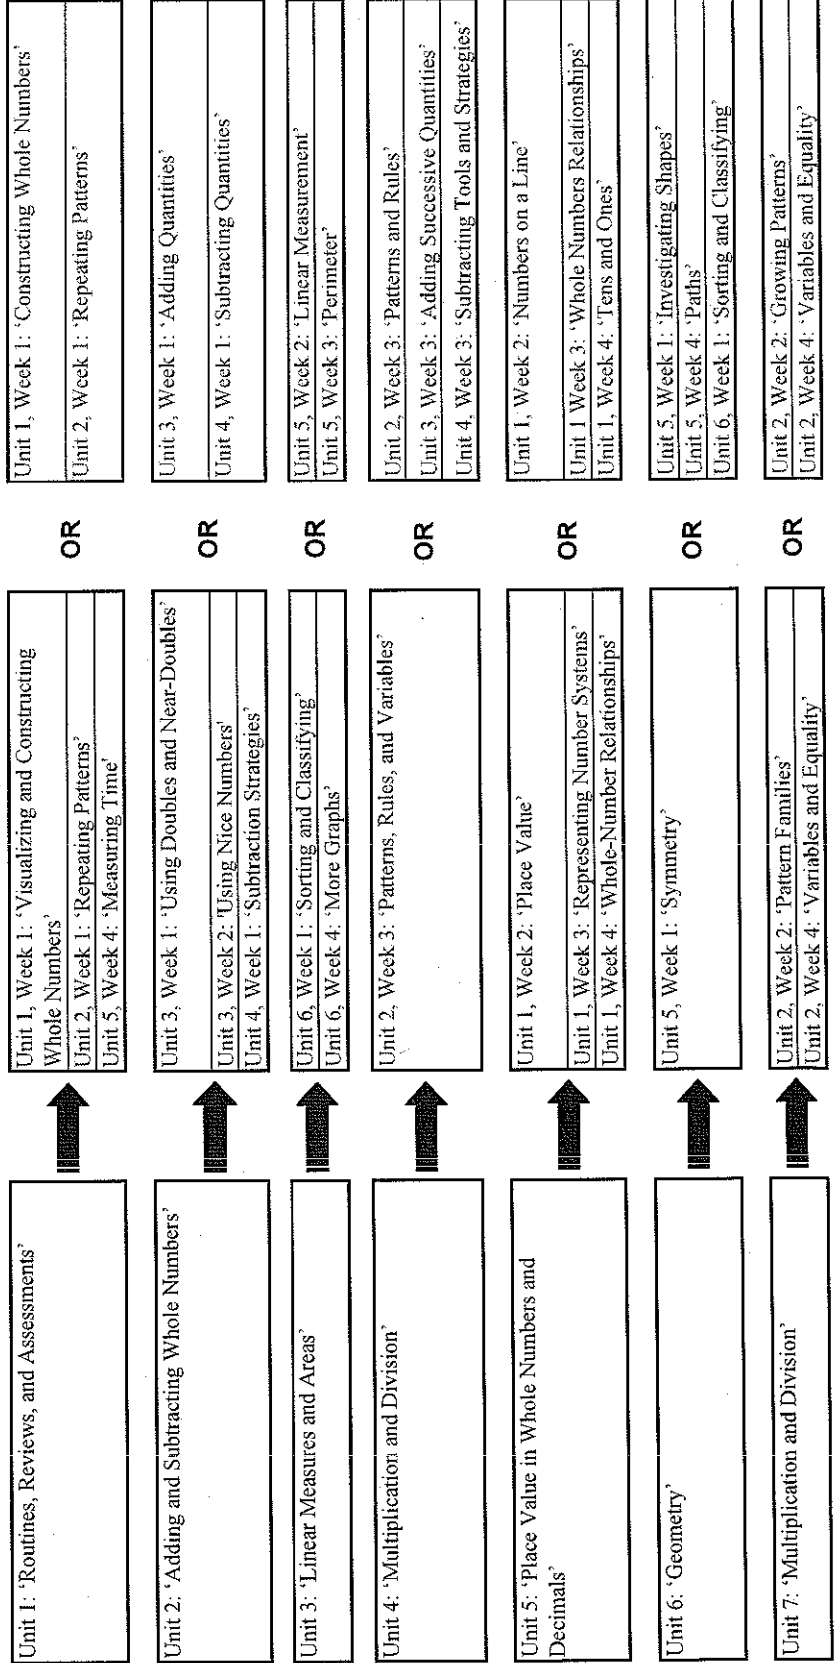 Unit 1: ‘Routines, Reviews, and Assessments’
Unit 1, Week 1: ‘Visualizing and Constructing
Whole Numbers’
Unit 2, Week 1: ‘Repeating Patterns’
Unit 5, Week 4: ‘Measuring Time’
OR
Unit 1, Week 1: ‘Constructing Whole Numbers’
Unit 2, Week 1: ‘Repeating Patterns’
Unit 2: ‘Adding and Subtracting Whole Numbers’
Unit 3, Week 1: ‘Using Doubles and Near-Doubles’
Unit 3, Week 2: 'Using Nice Numbers'
Unit 4, Week 1: ‘Subtraction Strategies’
OR
Unit 3, Week 1: ‘Adding Quantities’
Unit 4, Week 1: ‘Subtracting Quantities’
Unit 3: ‘Linear Measures and Areas’
Unit 6, Week 1: ‘Sorting and Classifying’
Unit 6, Week 4: ‘More Graphs’
OR
Unit 5, Week 2: ‘Linear Measurement’
Unit 5, Week 3: ‘Perimeter’
Unit 4: ‘Multiplication and Division’
Unit 2, Week 3: ‘Patterns, Rules, and Variables’
OR
Unit 2, Week 3: ‘Patterns and Rules’
Unit 3, Week 3: ‘Adding Successive Quantities’
Unit 4, Week 3: ‘Subtracting Tools and Strategies’
Unit 5: ‘Place Value in Whole Numbers and
Decimals’
Unit 1, Week 2: ‘Place Value’
Unit 1, Week 3: ‘Representing Number Systems’
Unit 1, Week 4: ‘Whole-Number Relationships’
OR
Unit 1, Week 2: ‘Numbers on a Line’
Unit 1 Week 3: ‘Whole Numbers Relationships’
Unit 1, Week 4: ‘Tens and Ones’
Unit 6: ‘Geometry’
Unit 5, Week 1: ‘Symmetry’
OR
Unit 5, Week 1: ‘Investigating Shapes’
Unit 5, Week 4: ‘Paths’
Unit 6, Week 1: ‘Sorting and Classifying’
Unit 7: ‘Multiplication and Division’
Unit 2, Week 2: ‘Pattern Families’
Unit 2, Week 4: ‘Variables and Equality’
OR
Unit 2, Week 2: ‘Growing Patterns’
Unit 2, Week 4: ‘Variables and Equality’